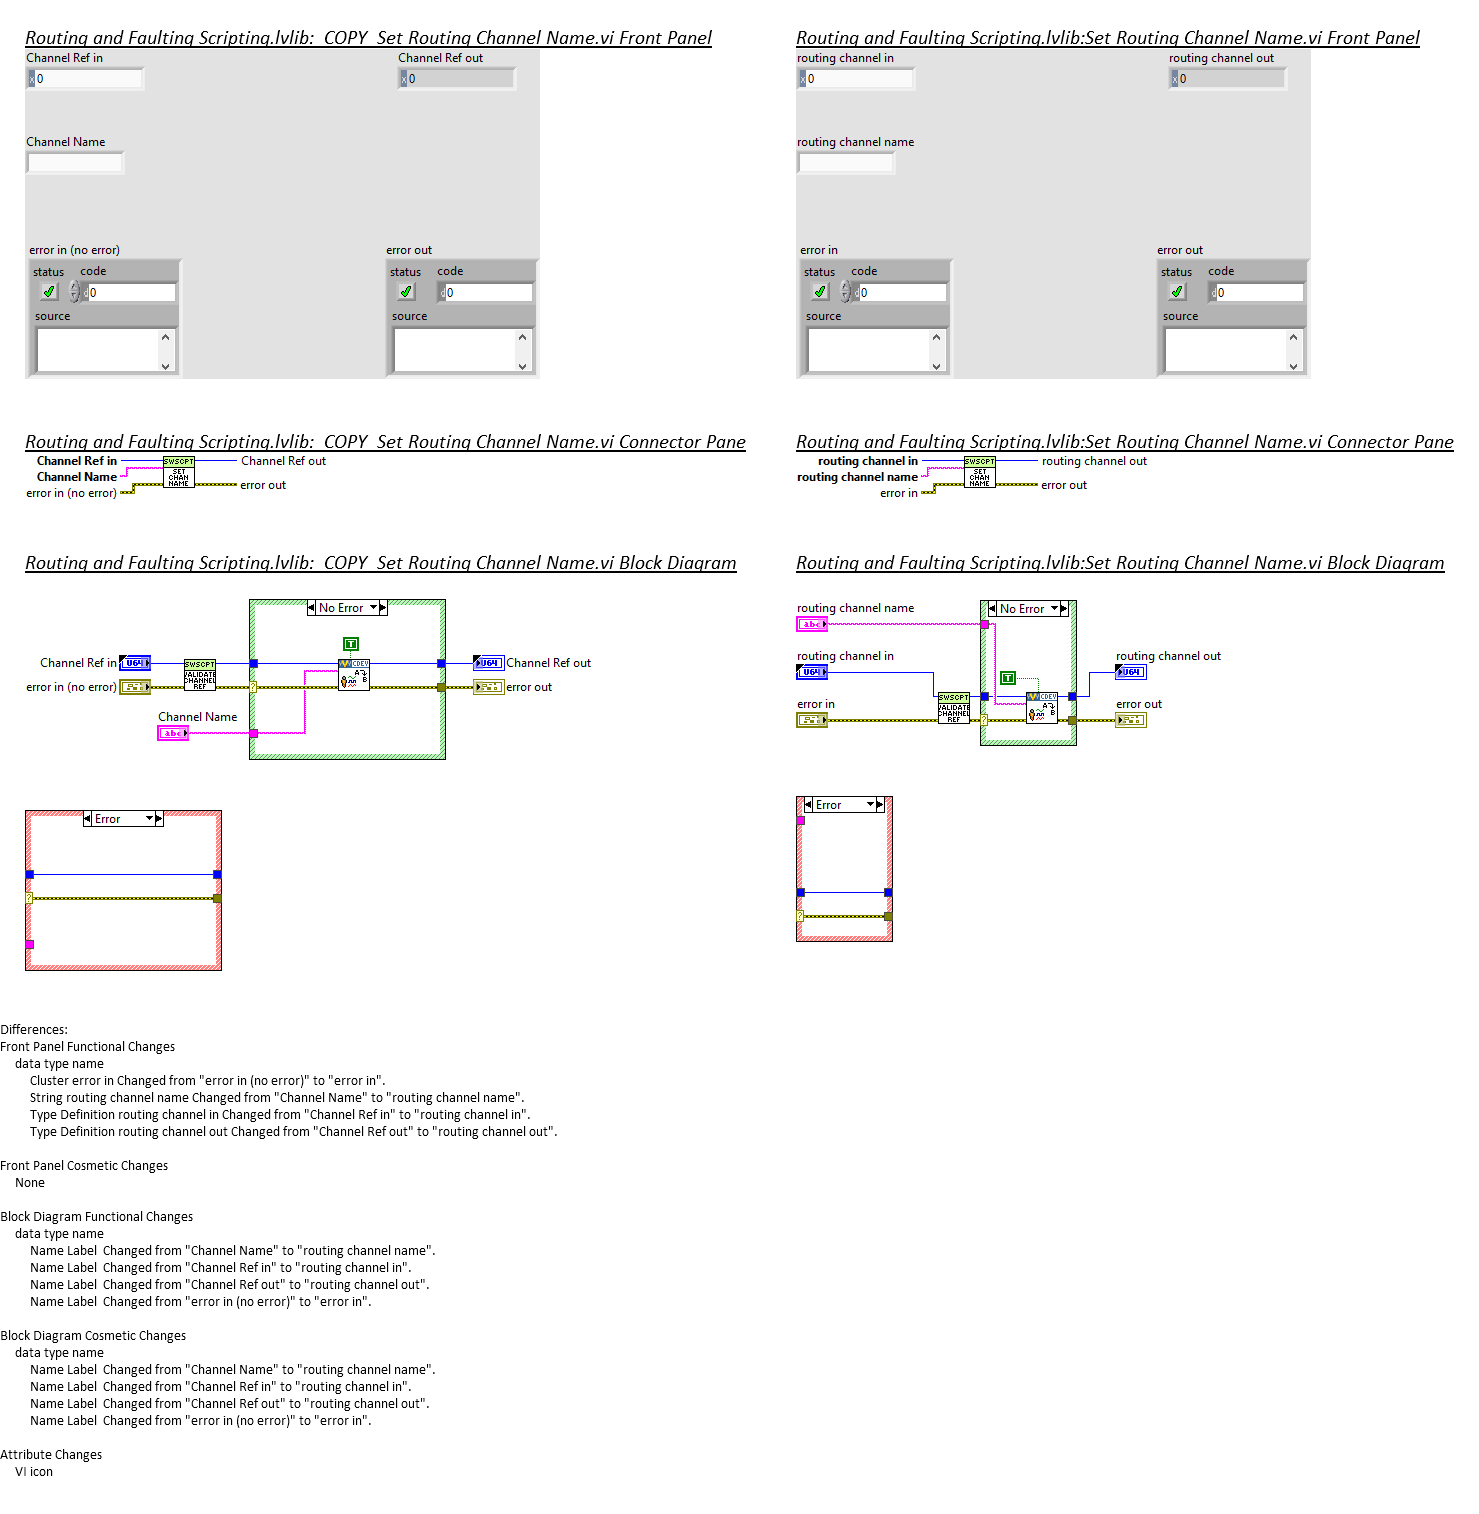 Routing and Faulting Scripting.lvlib:_COPY_Set Routing Channel Name.vi Front Panel
Channel Ref in
Channel Ref out
x 0
x 0
Channel Name
error in (no error)
error out
status code
status code
d 0
d 0
source
source
Routing and Faulting Scripting.lvlib:Set Routing Channel Name.vi Front Panel
routing channel in
routing channel out
x 0
x 0
routing channel name
error in
error out
status code
status code
d 0
d 0
source
source
Routing and Faulting Scripting.lvlib:_COPY_Set Routing Channel Name.vi Connector Pane
Channel Ref in
Channel Name
error in (no error)
SWSCPT
SET
CHAN
NAME
Channel Ref out
error out
Routing and Faulting Scripting.lvlib:Set Routing Channel Name.vi Connector Pane
routing channel in
routing channel name
error in
SWSCPT
SET
CHAN
NAME
routing channel out
error out
Routing and Faulting Scripting.lvlib:_COPY_Set Routing Channel Name.vi Block Diagram
No Error
T
Channel Ref in
U64
SWSCPT
VALIDATE
CHANNEL
REF
CDEV
A
B
U64
Channel Ref out
error in (no error)
?
error out
Channel Name
abc
Error
?
Routing and Faulting Scripting.lvlib:Set Routing Channel Name.vi Block Diagram
routing channel name
abc
No Error
routing channel in
U64
T
routing channel out
U64
error in
SWSCPT
VALIDATE
CHANNEL
REF
?
CDEV
A
B
error out
Error
?
Differences:
Front Panel Functional Changes
data type name
Cluster error in Changed from "error in (no error)" to "error in".
String routing channel name Changed from "Channel Name" to "routing channel name".
Type Definition routing channel in Changed from "Channel Ref in" to "routing channel in".
Type Definition routing channel out Changed from "Channel Ref out" to "routing channel out".
Front Panel Cosmetic Changes
None
Block Diagram Functional Changes
data type name
Name Label  Changed from "Channel Name" to "routing channel name".
Name Label  Changed from "Channel Ref in" to "routing channel in".
Name Label  Changed from "Channel Ref out" to "routing channel out".
Name Label  Changed from "error in (no error)" to "error in".
Block Diagram Cosmetic Changes
data type name
Name Label  Changed from "Channel Name" to "routing channel name".
Name Label  Changed from "Channel Ref in" to "routing channel in".
Name Label  Changed from "Channel Ref out" to "routing channel out".
Name Label  Changed from "error in (no error)" to "error in".
Attribute Changes
VI icon